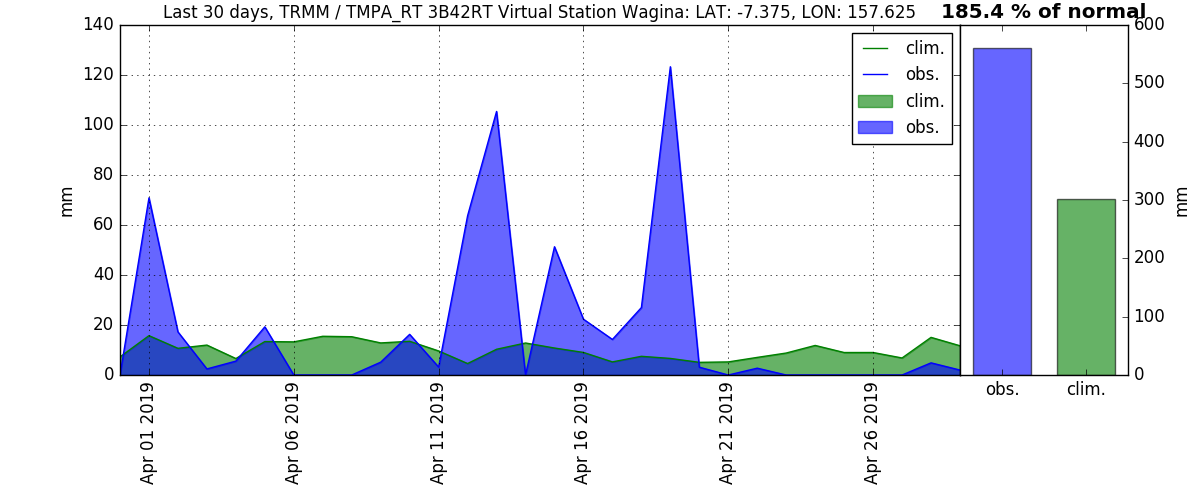 Last 30 days, TRMM / TMPA_RT 3B42RT Virtual Station Wagina: LAT: -7.375, LON: 157.625
185.4 % of normal
140
120
100
80
60
40
20
0
mm
clim.
obs.
clim.
obs.
Apr 01 2019
Apr 06 2019
Apr 11 2019
Apr 16 2019
Apr 21 2019
Apr 26 2019
600
500
400
300
200
100
0
mm
obs.
clim.